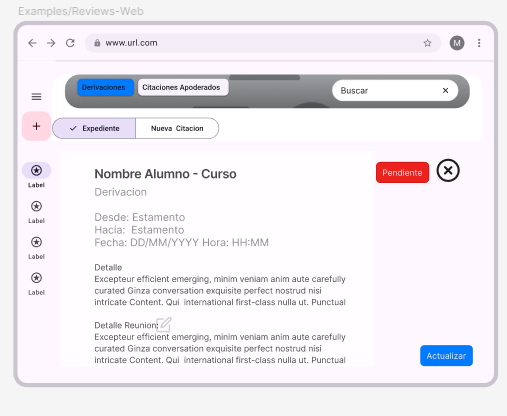 Examples/Reviews-Web
www.url.com
M
Derivaciones
Citaciones Apoderados
Buscar
Expediente
Nueva Citacion
Nombre Alumno - Curso
Pendiente
Derivacion
Label
Desde: Estamento
Label
Hacia: Estamento
Fecha: DD/MM/YYYY Hora: HH:MM
Label
Detalle
Excepteur efficient emerging, minim veniam anim aute carefully
curated Ginza conversation exquisite perfect nostrud nisi
Label
intricate Content. Qui international first-class nulla ut. Punctual
Detalle Reunion:
Excepteur efficient emerging, minim veniam anim aute carefully
curated Ginza conversation exquisite perfect nostrud nisi
intricate Content. Qui international first-class nulla ut. Punctual
Actualizar